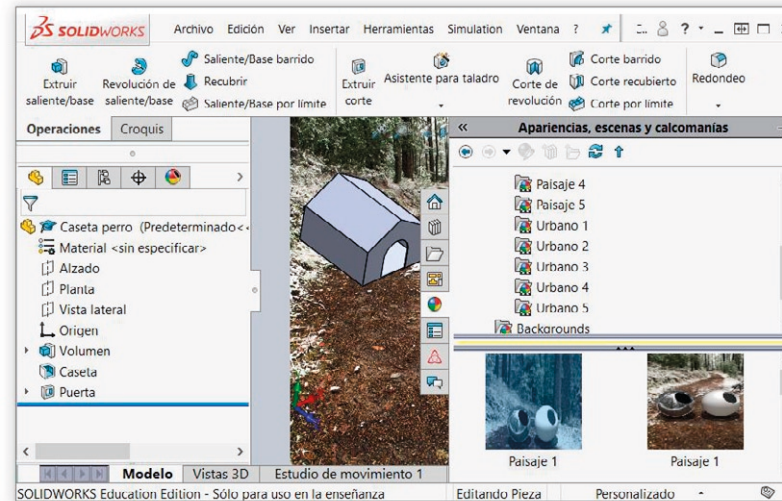 SOLIDWORKS Archivo Edición Ver Insertar Herramientas Simulation Ventana ?
Extruir saliente/base
Revolución de saliente/base
Saliente/Base barrido
Recubrir
Saliente/Base por límite
Extruir corte
Asistente para taladro
Corte de revolución
Corte barrido
Corte recubierto
Corte por límite
Redondeo
Operaciones Croquis
Caseta perro (Predeterminado<
Material <sin especificar>
Alzado
Planta
Vista lateral
Origen
Volumen
Caseta
Puerta
Apariencias, escenas y calcomanías
Paisaje 4
Paisaje 5
Urbano 1
Urbano 2
Urbano 3
Urbano 4
Urbano 5
Backgrounds
Paisaje 1 Paisaje 1
Modelo Vistas 3D Estudio de movimiento 1
SOLIDWORKS Education Edition - Sólo para uso en la enseñanza Editando Pieza Personalizado